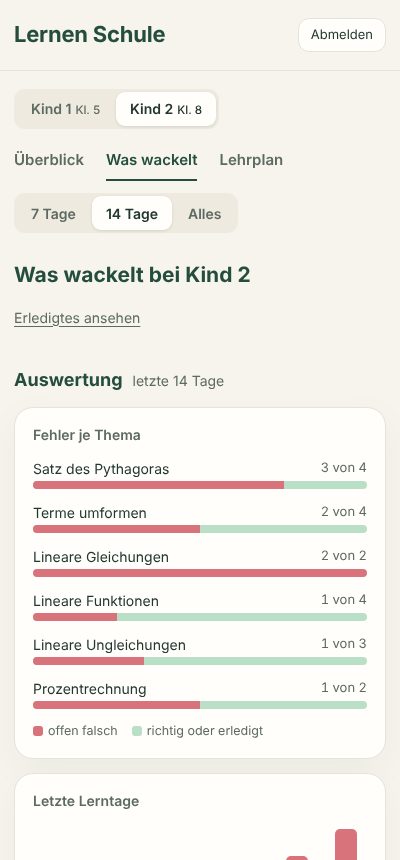 Lernen Schule
Abmelden
Kind 1 Kl. 5 Kind 2 Kl. 8
Überblick Was wackelt Lehrplan
7 Tage 14 Tage Alles
Was wackelt bei Kind 2
Erledigtes ansehen
Auswertung letzte 14 Tage
Fehler je Thema
Satz des Pythagoras 3 von 4
Terme umformen 2 von 4
Lineare Gleichungen 2 von 2
Lineare Funktionen 1 von 4
Lineare Ungleichungen 1 von 3
Prozentrechnung 1 von 2
offen falsch richtig oder erledigt
Letzte Lerntage